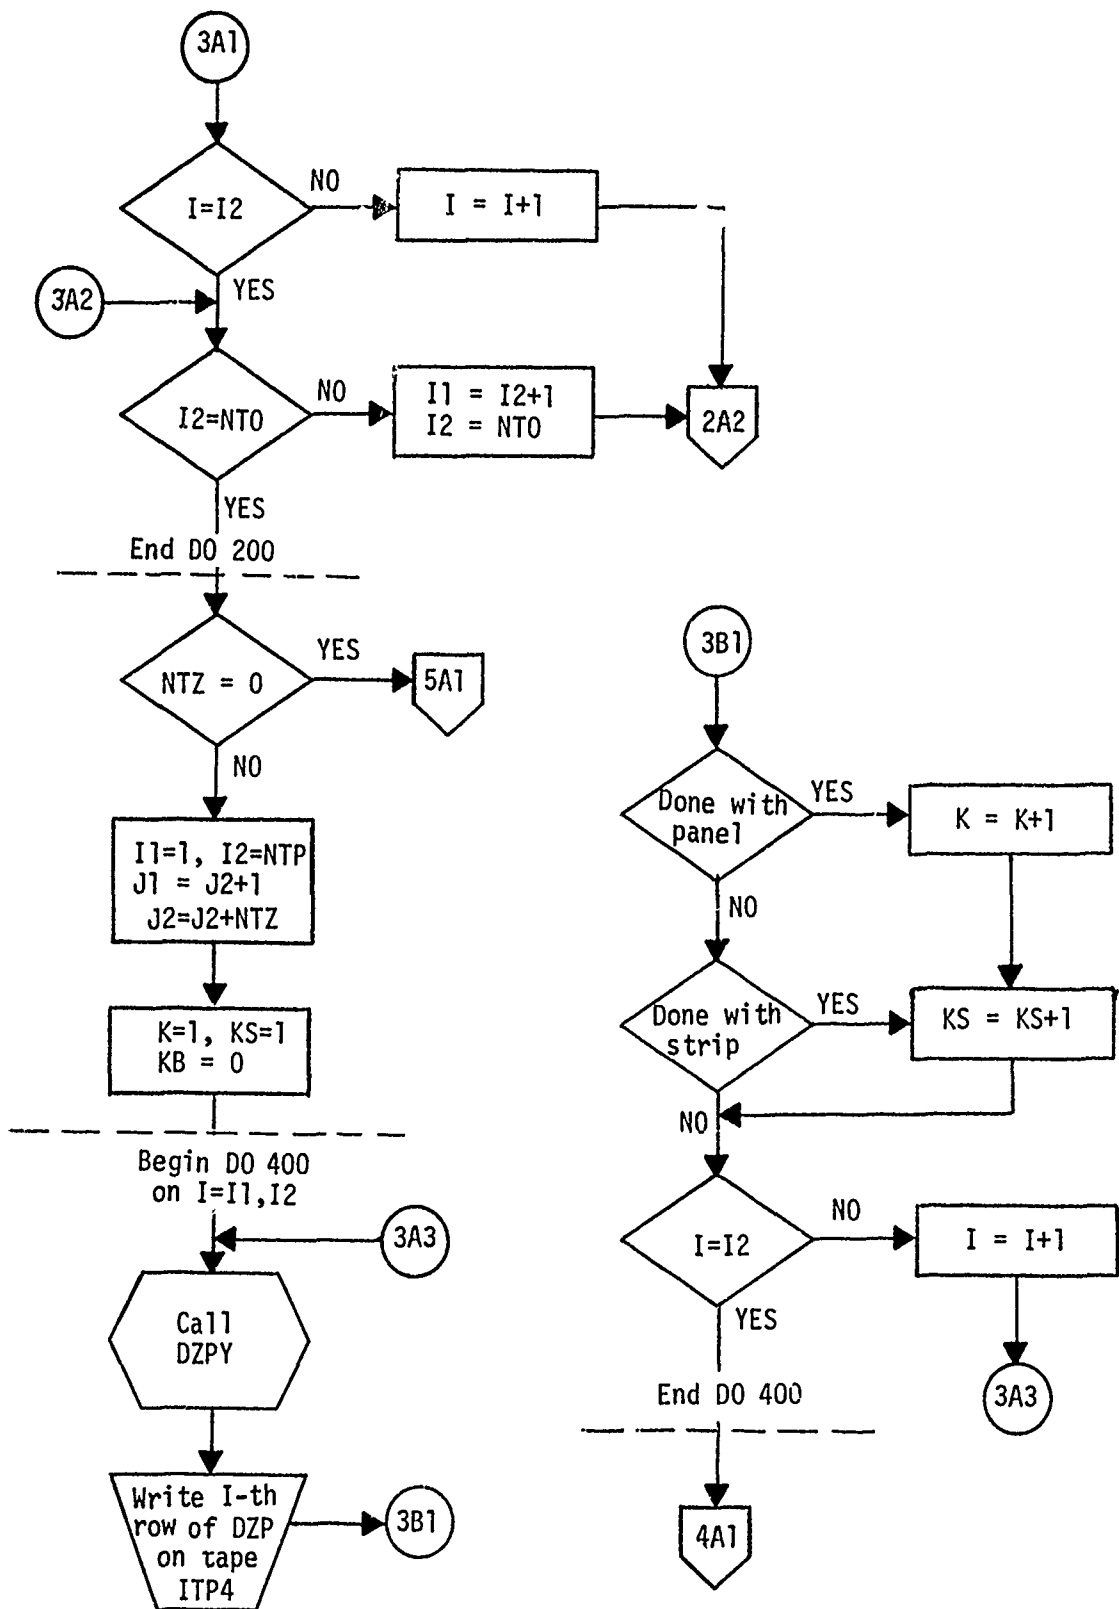 3A1
I=I2
NO
I = I+1
3A2
YES
I2=NTO
NO
I1 = I2+1
I2 = NTO
2A2
YES
End DO 200
NTZ = 0
YES
5A1
NO
I1=1, I2=NTP
J1 = J2+1
J2=J2+NTZ
K=1, KS=1
KB = 0
Begin DO 400
on I=I1,I2
3A3
Call
DZPY
Write I-th
row of DZP
on tape
ITP4
3B1
3B1
Done with
panel
YES
K = K+1
NO
Done with
strip
YES
KS = KS+1
NO
I=I2
NO
I = I+1
YES
3A3
End DO 400
4A1